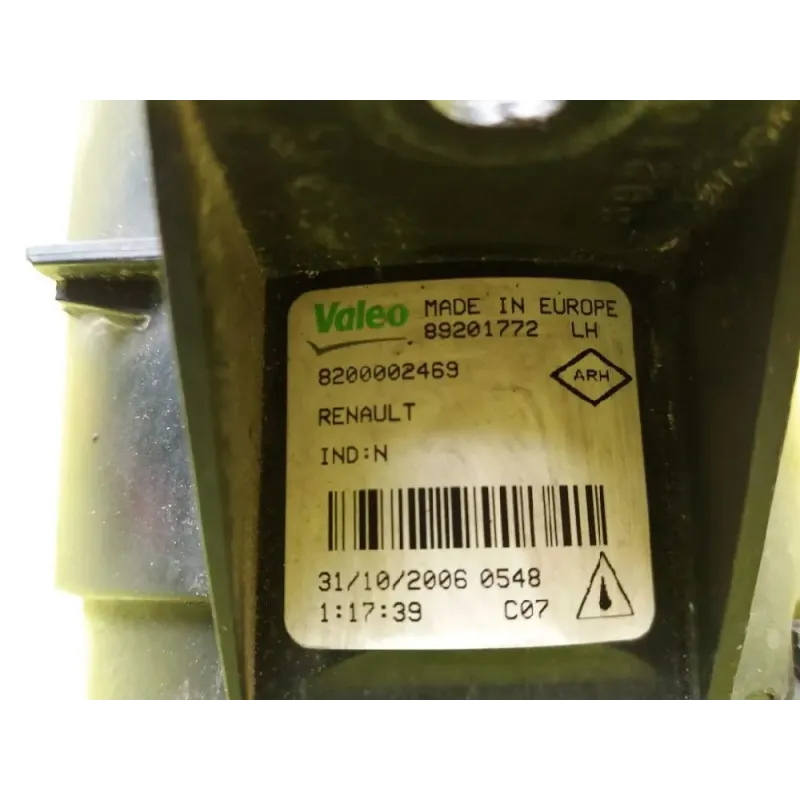 Valeo MADE IN EUROPE
89201772 LH
8200002469
ARH
RENAULT
IND:N
31/10/2006 0548
1:17:39 C07